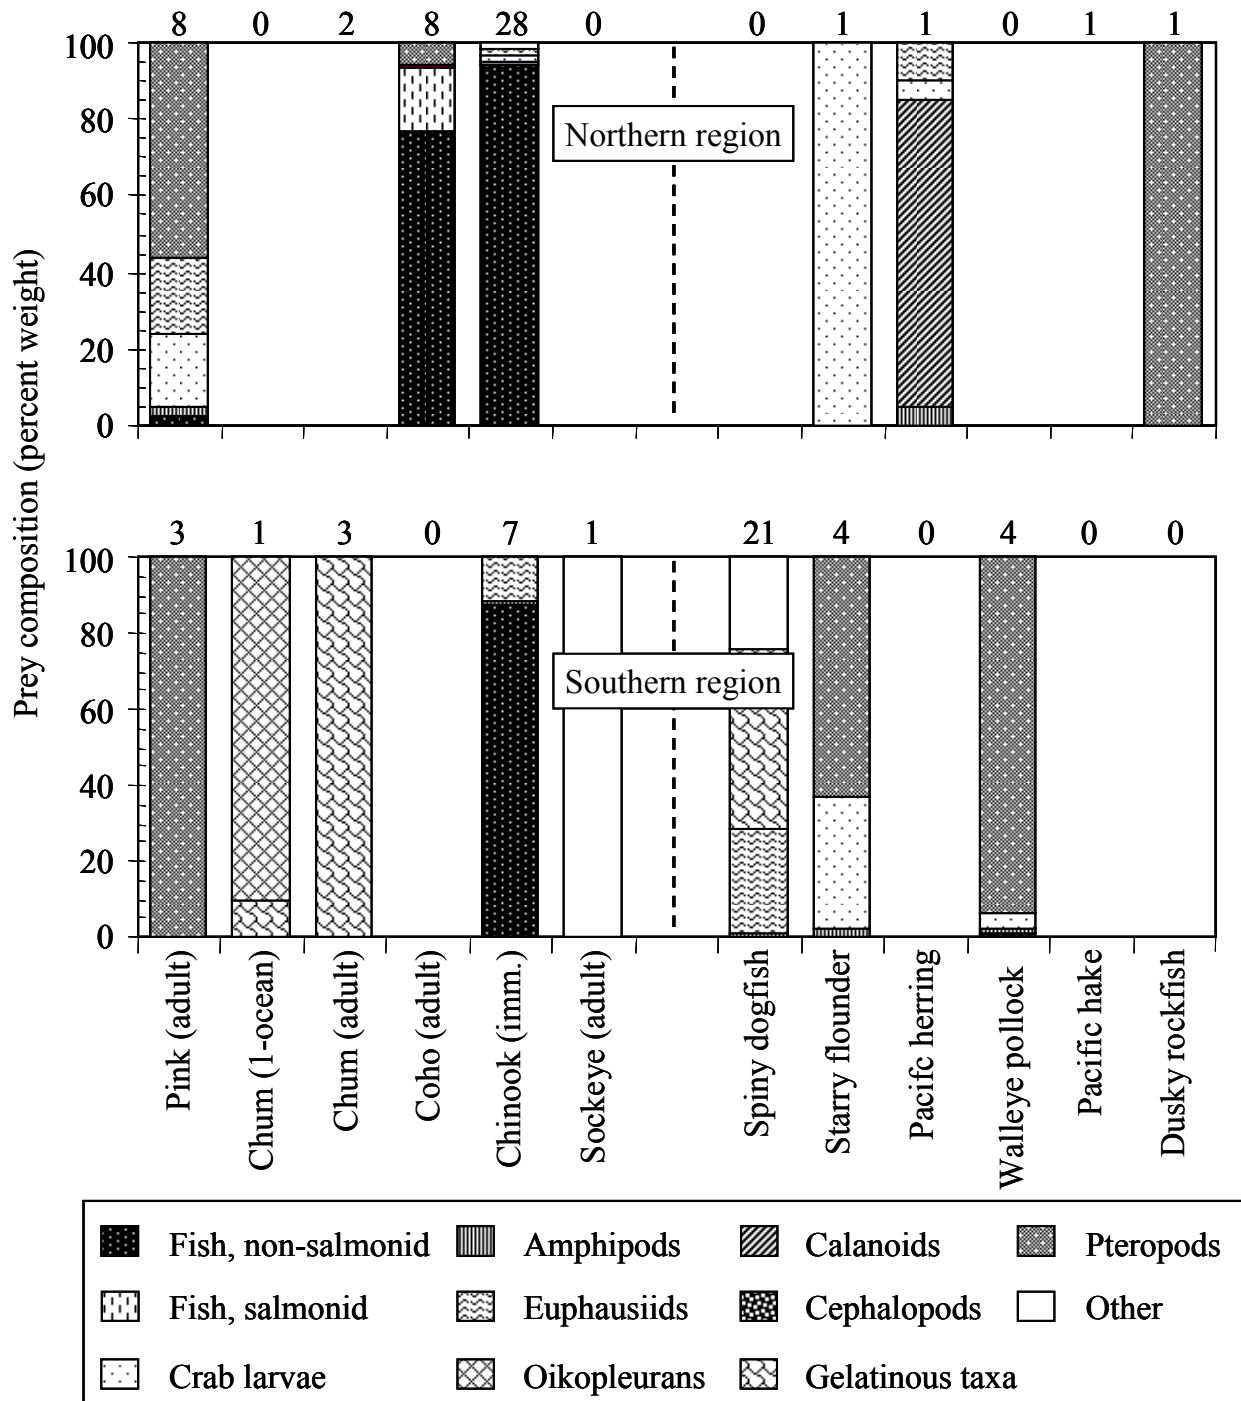 8 0 2 8 28 0 0 1 1 0 1 1
100
80
60
40
20
0
Northern region
Prey composition (percent weight)
3 1 3 0 7 1 21 4 0 4 0 0
100
80
60
40
20
0
Southern region
Pink (adult)
Chum (1-ocean)
Chum (adult)
Coho (adult)
Chinook (imm.)
Sockeye (adult)
Spiny dogfish
Starry flounder
Pacifc herring
Walleye pollock
Pacific hake
Dusky rockfish
Fish, non-salmonid Amphipods Calanoids Pteropods
Fish, salmonid Euphausiids Cephalopods Other
Crab larvae Oikopleurans Gelatinous taxa